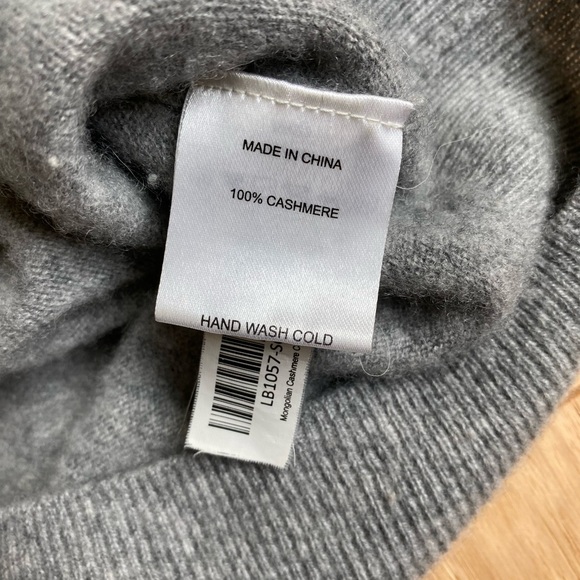 MADE IN CHINA
100% CASHMERE
HAND WASH COLD
LB1057-S
Mongolian Cashmere C